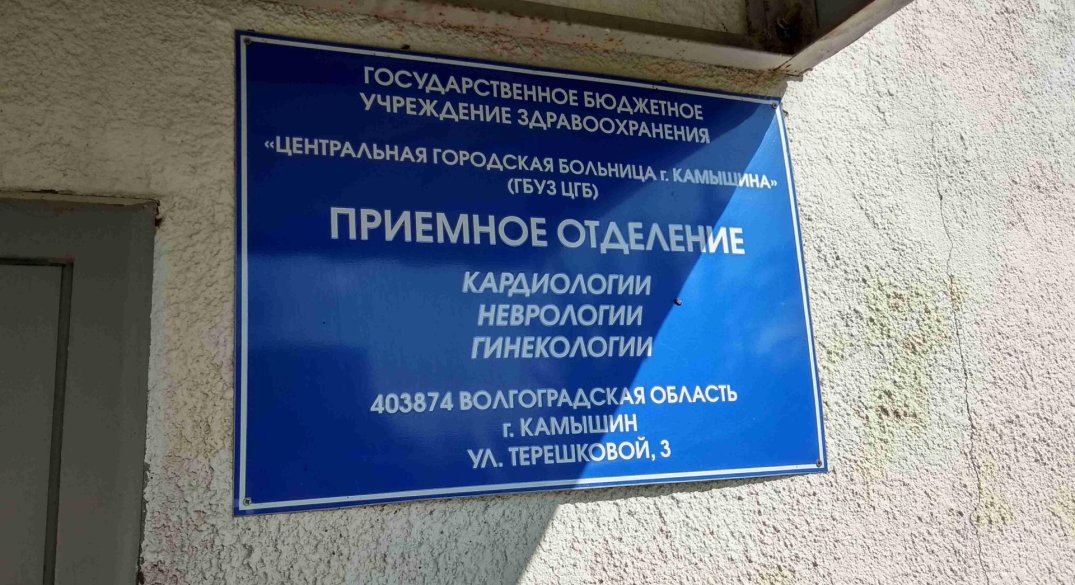 ГОСУДАРСТВЕННОЕ БЮДЖЕТНОЕ
УЧРЕЖДЕНИЕ ЗДРАВООХРАНЕНИЯ
«ЦЕНТРАЛЬНАЯ ГОРОДСКАЯ БОЛЬНИЦА г. КАМЫШИНА»
(ГБУЗ ЦГБ)
ПРИЕМНОЕ ОТДЕЛЕНИЕ
КАРДИОЛОГИИ
НЕВРОЛОГИИ
ГИНЕКОЛОГИИ
403874 ВОЛГОГРАДСКАЯ ОБЛАСТЬ
г. КАМЫШИН
УЛ. ТЕРЕШКОВОЙ, 3